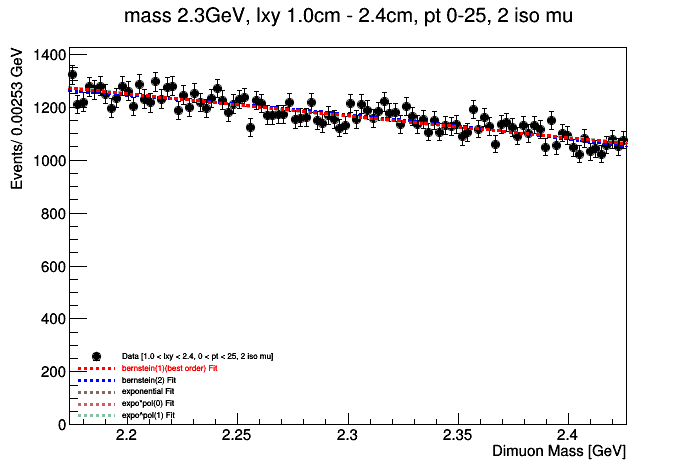 mass 2.3GeV, lxy 1.0cm - 2.4cm, pt 0-25, 2 iso mu
Events/ 0.00253 GeV
1400
1200
1000
800
600
400
200
0
Data [1.0 < lxy < 2.4, 0 < pt < 25, 2 iso mu]
bernstein(1)(best order) Fit
bernstein(2) Fit
exponential Fit
expo*pol(0) Fit
expo^pol(1) Fit
2.2
2.25
2.3
2.35
2.4
Dimuon Mass [GeV]